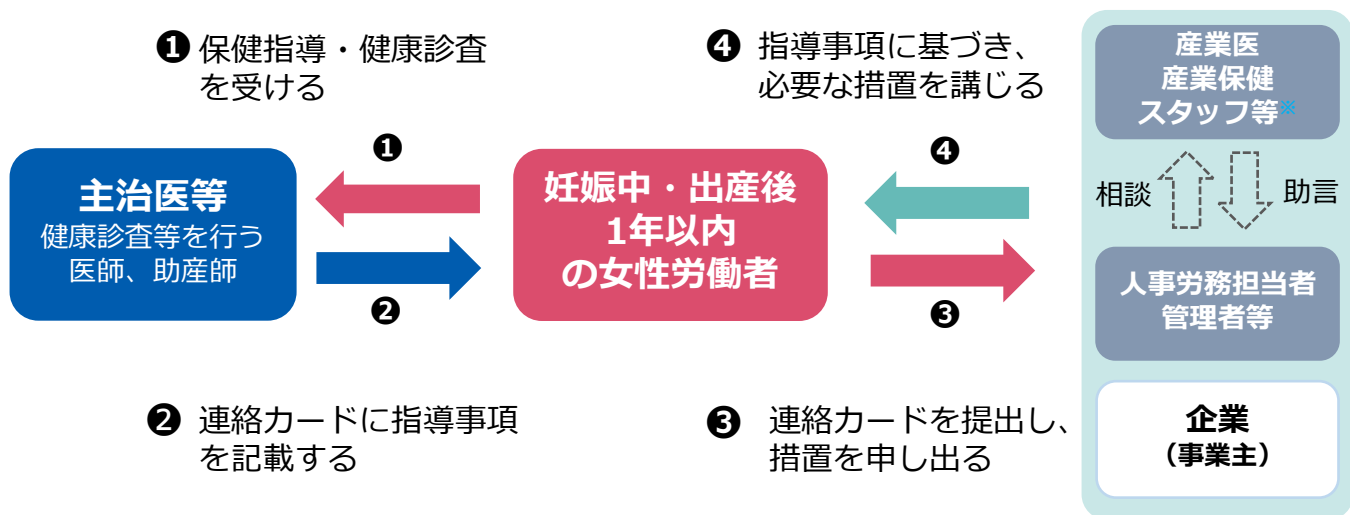 ❶ 保健指導・健康診査
を受ける
❹ 指導事項に基づき、
必要な措置を講じる
産業医
産業保健
スタッフ等※
❶
❹
主治医等
健康診査等を行う
医師、助産師
妊娠中・出産後
1年以内
の女性労働者
相談
助言
❷
❸
人事労務担当者
管理者等
❷ 連絡カードに指導事項
を記載する
❸ 連絡カードを提出し、
措置を申し出る
企業
（事業主）